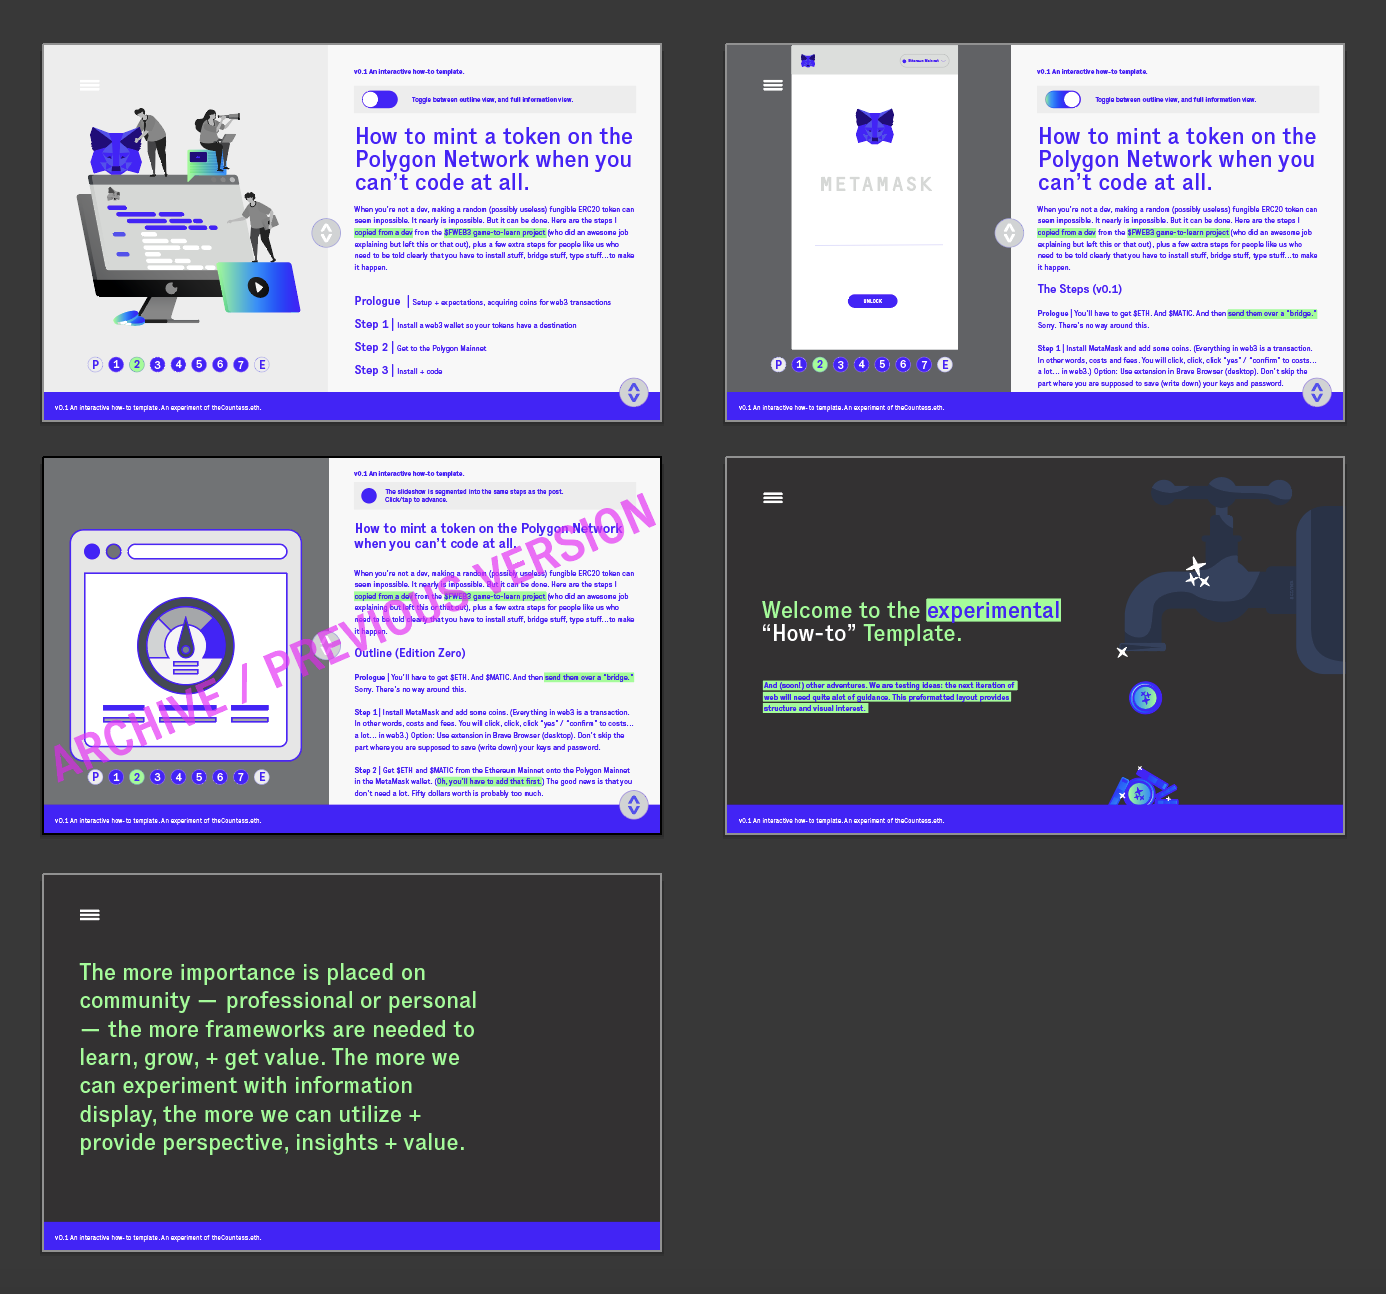 v0.1 An interactive how-to template.
Toggle between outline view, and full information view.
How to mint a token on the
Polygon Network when you
can’t code at all.
When you're not a dev, making a random (possibly useless) fungible ERC20 token can
seem impossible. It nearly is impossible. But it can be done. Here are the steps I
copied from a dev from the $FWEB3 game-to-learn project (who did an awesome job
explaining but left this or that out), plus a few extra steps for people like us who
need to be told clearly that you have to install stuff, bridge stuff, type stuff...to make
it happen.
Prologue | Setup + expectations, acquiring coins for web3 transactions
Step 1 | Install a web3 wallet so your tokens have a destination
Step 2 | Get to the Polygon Mainnet
Step 3 | Install + code
P 1 2 3 4 5 6 7 E
v0.1 An interactive how-to template. An experiment of theCountess.eth.
Ethereum Mainnet
METAMASK
UNLOCK
P 1 2 3 4 5 6 7 E
v0.1 An interactive how-to template.
Toggle between outline view, and full information view.
How to mint a token on the
Polygon Network when you
can’t code at all.
When you're not a dev, making a random (possibly useless) fungible ERC20 token can
seem impossible. It nearly is impossible. But it can be done. Here are the steps I
copied from a dev from the $FWEB3 game-to-learn project (who did an awesome job
explaining but left this or that out), plus a few extra steps for people like us who
need to be told clearly that you have to install stuff, bridge stuff, type stuff...to make
it happen.
The Steps (v0.1)
Prologue | You'll have to get $ETH. And $MATIC. And then send them over a "bridge."
Sorry. There's no way around this.
Step 1 | Install MetaMask and add some coins. (Everything in web3 is a transaction.
In other words, costs and fees. You will click, click, click "yes" / "confirm" to costs...
a lot... in web3.) Option: Use extension in Brave Browser (desktop). Don't skip the
part where you are supposed to save (write down) your keys and password.
v0.1 An interactive how-to template. An experiment of theCountess.eth.
v0.1 An interactive how-to template.
The slideshow is segmented into the same steps as the post.
Click/tap to advance.
How to mint a token on the Polygon Network
when you can’t code at all.
When you're not a dev, making a random (possibly useless) fungible ERC20 token can
seem impossible. It nearly is impossible. But it can be done. Here are the steps I
copied from a dev from the $FWEB3 game-to-learn project (who did an awesome job
explaining but left this or that out), plus a few extra steps for people like us who
need to be told clearly that you have to install stuff, bridge stuff, type stuff...to make
it happen.
Outline (Edition Zero)
Prologue | You'll have to get $ETH. And $MATIC. And then send them over a "bridge."
Sorry. There's no way around this.
Step 1 | Install MetaMask and add some coins. (Everything in web3 is a transaction.
In other words, costs and fees. You will click, click, click "yes" / "confirm" to costs...
a lot... in web3.) Option: Use extension in Brave Browser (desktop). Don't skip the
part where you are supposed to save (write down) your keys and password.
Step 2 | Get $ETH and $MATIC from the Ethereum Mainnet onto the Polygon Mainnet
in the MetaMask wallet. (Oh, you'll have to add that first.) The good news is that you
don't need a lot. Fifty dollars worth is probably too much.
ARCHIVE / PREVIOUS VERSION
P 1 2 3 4 5 6 7 E
v0.1 An interactive how-to template. An experiment of theCountess.eth.
Welcome to the experimental
“How-to” Template.
And (soon!) other adventures. We are testing ideas: the next iteration of
web will need quite alot of guidance. This preformatted layout provides
structure and visual interest.
v0.1 An interactive how-to template. An experiment of theCountess.eth.
The more importance is placed on
community — professional or personal
— the more frameworks are needed to
learn, grow, + get value. The more we
can experiment with information
display, the more we can utilize +
provide perspective, insights + value.
v0.1 An interactive how-to template. An experiment of theCountess.eth.